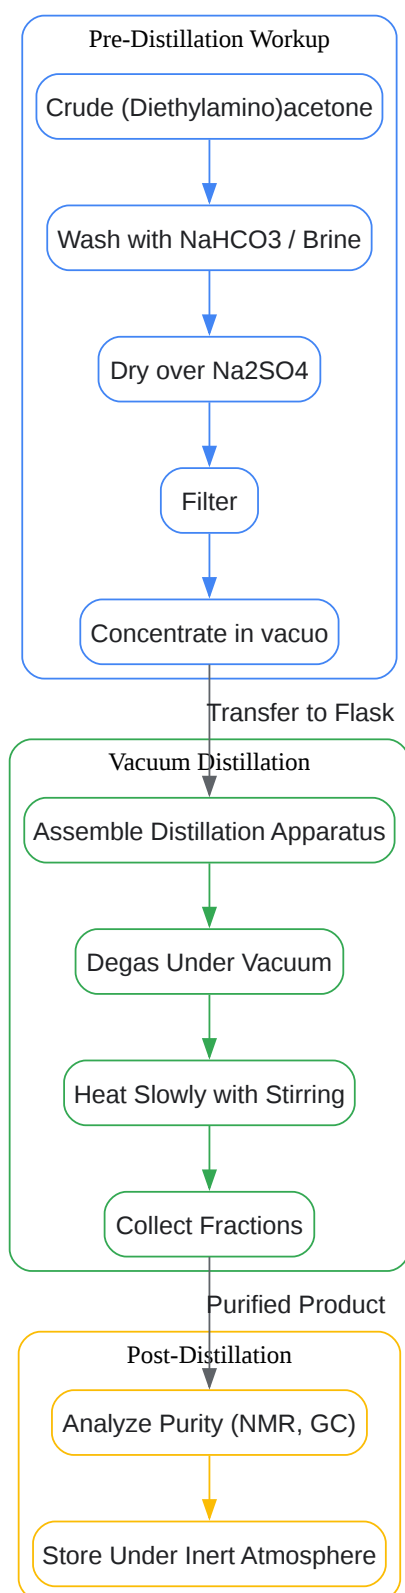 Pre-Distillation Workup
Crude (Diethylamino)acetone
Wash with NaHCO3 / Brine
Dry over Na2SO4
Filter
Concentrate in vacuo
Transfer to Flask
Vacuum Distillation
Assemble Distillation Apparatus
Degas Under Vacuum
Heat Slowly with Stirring
Collect Fractions
Purified Product
Post-Distillation
Analyze Purity (NMR, GC)
Store Under Inert Atmosphere